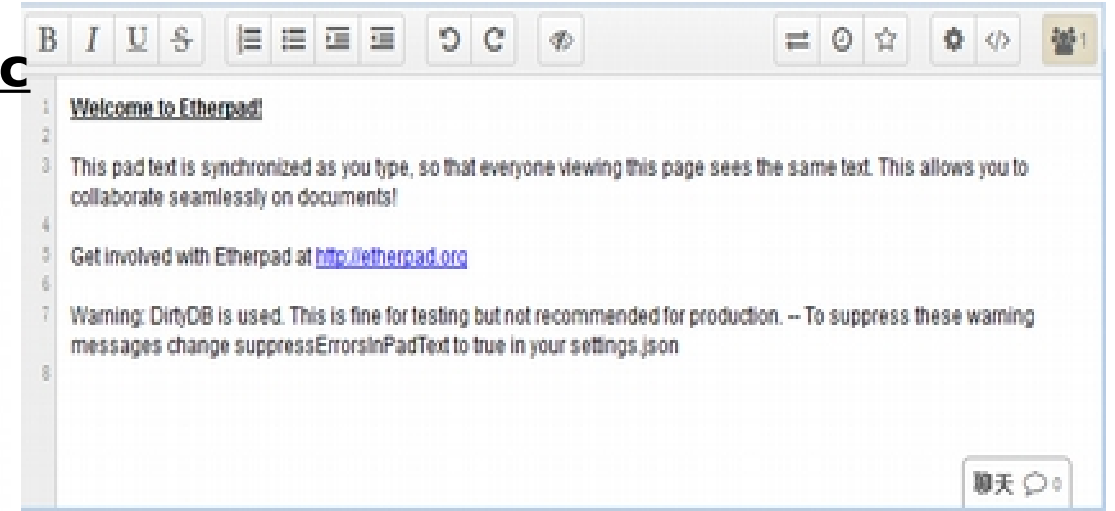 B I U S
1
c
1 Welcome to Etherpad!
2
3 This pad text is synchronized as you type, so that everyone viewing this page sees the same text. This allows you to
collaborate seamlessly on documents!
4
5 Get involved with Etherpad at http://etherpad.org
6
7 Warning: DirtyDB is used. This is fine for testing but not recommended for production. -- To suppress these warning
messages change suppressErrorsInPadText to true in your settings.json
8
聊天 0